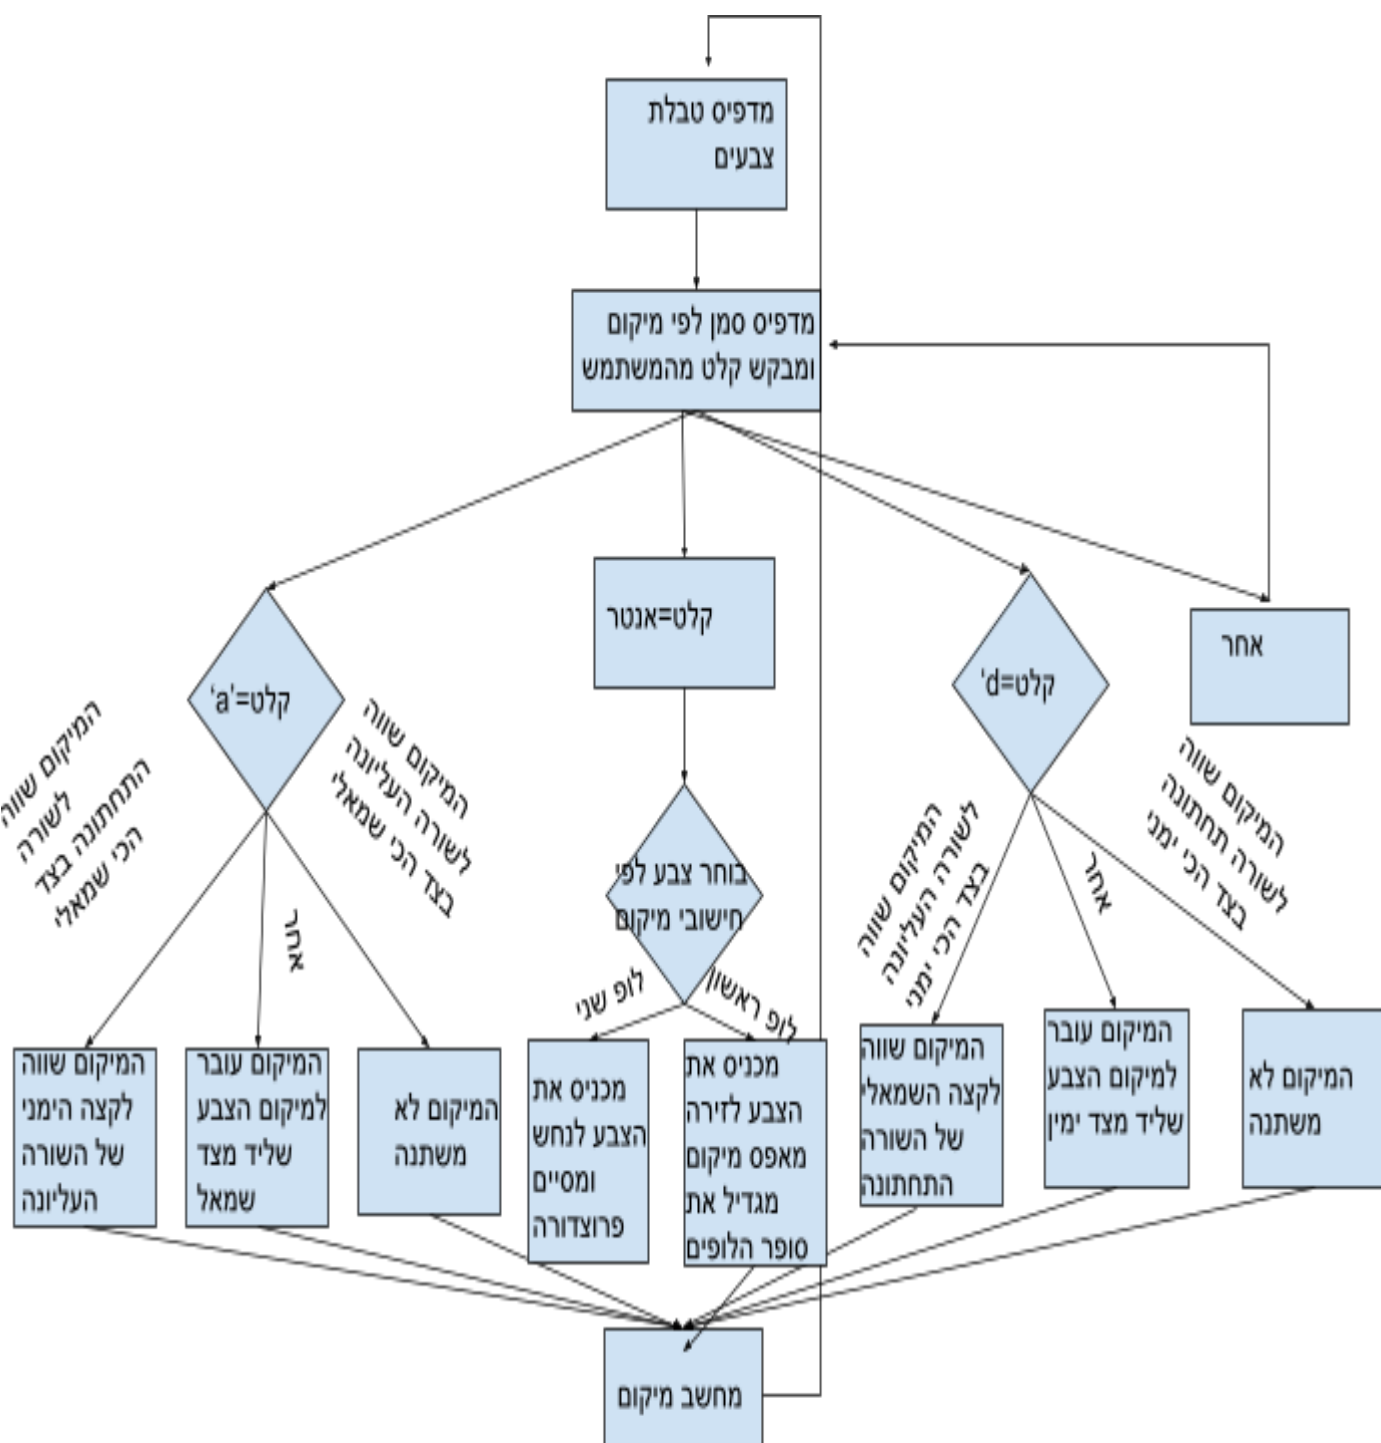 מדפיס טבלת
צבעים
מדפיס סמן לפי מיקום
ומבקש קלט מהמשתמש
קלט='a'
קלט=אנטר
קלט=d'
אחר
המיקום שווה
לשורה
התחתונה בצד
הכי שמאלי
אחר
המיקום שווה
לשורה העליונה
בצד הכי שמאלי
בוחר צבע לפי
חישובי מיקום
לופ שני
לופ ראשון
המיקום שווה
לשורה העליונה
בצד הכי ימני
אחר
המיקום שווה
לשורה תחתונה
בצד הכי ימני
המיקום שווה
לקצה הימני
של השורה
העליונה
המיקום עובר
למיקום הצבע
שליד מצד
שמאל
המיקום לא
משתנה
מכניס את
הצבע לנחש
ומסיים
פרוצדורה
מכניס את
הצבע לזירה
מאפס מיקום
מגדיל את
סופר הלופים
המיקום שווה
לקצה השמאלי
של השורה
התחתונה
המיקום עובר
למיקום הצבע
שליד מצד ימין
המיקום לא
משתנה
מחשב מיקום